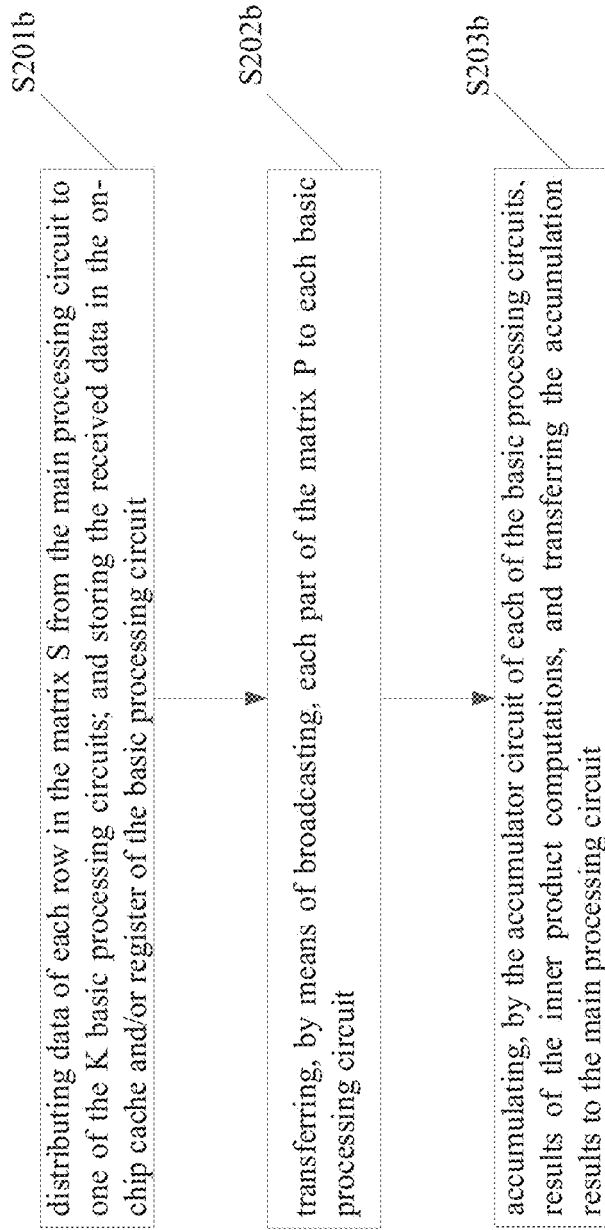 S201b
distributing data of each row in the matrix S from the main processing circuit to
one of the K basic processing circuits; and storing the received data in the on-
chip cache and/or register of the basic processing circuit
S202b
transferring, by means of broadcasting, each part of the matrix P to each basic
processing circuit
S203b
accumulating, by the accumulator circuit of each of the basic processing circuits,
results of the inner product computations, and transferring the accumulation
results to the main processing circuit